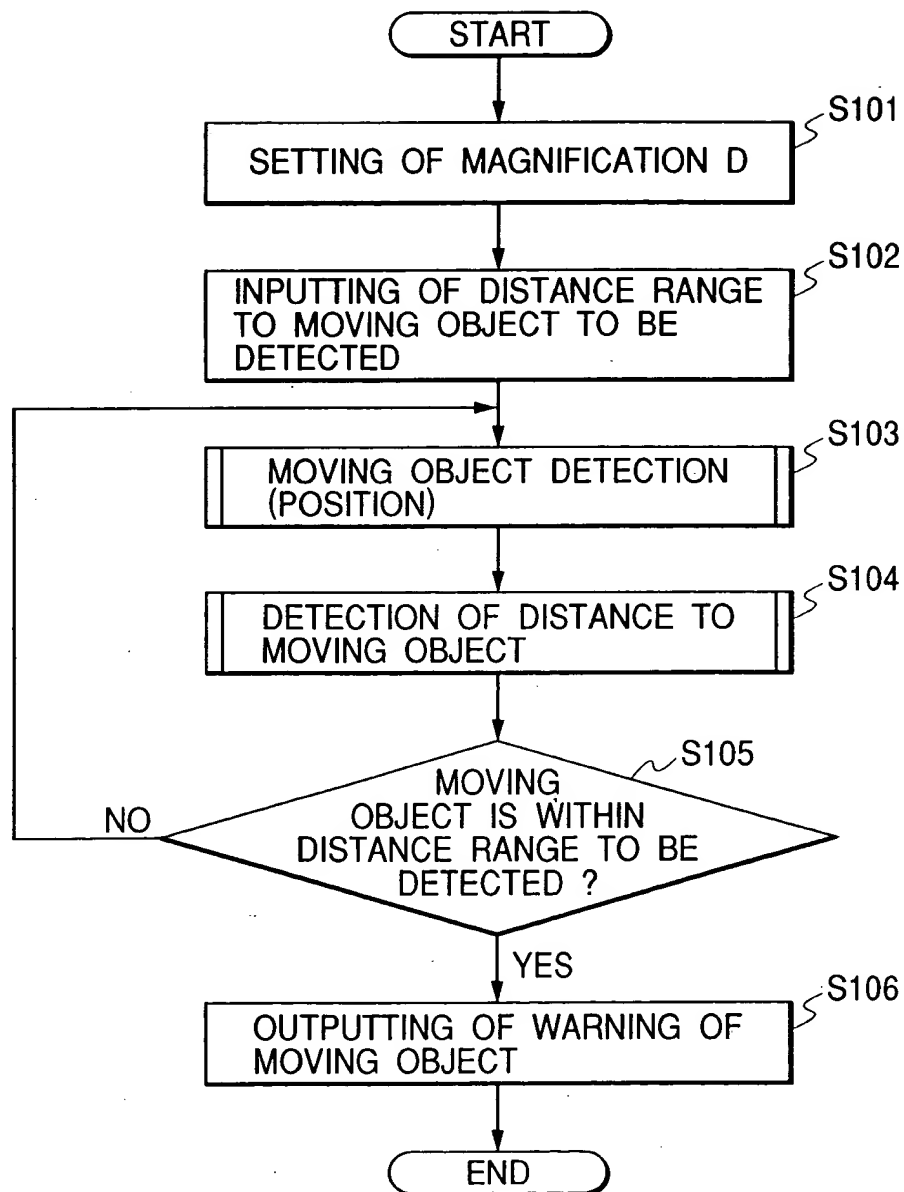 START
S101
SETTING OF MAGNIFICATION D
S102
INPUTTING OF DISTANCE RANGE
TO MOVING OBJECT TO BE
DETECTED
S103
MOVING OBJECT DETECTION
(POSITION)
S104
DETECTION OF DISTANCE TO
MOVING OBJECT
S105
MOVING
OBJECT IS WITHIN
DISTANCE RANGE TO BE
DETECTED ?
NO
YES
S106
OUTPUTTING OF WARNING OF
MOVING OBJECT
END